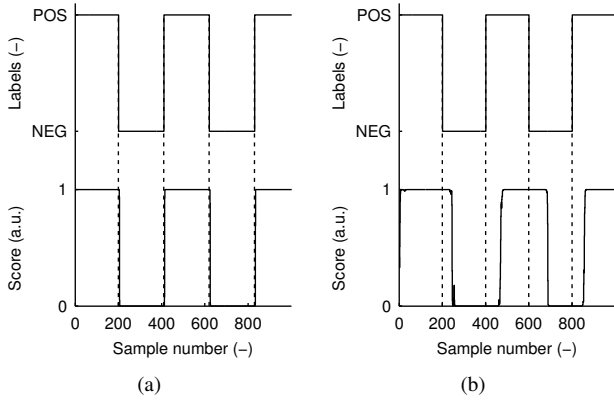 POS
NEG
Labels (−)
1
0
Score (a.u.)
0 200 400 600 800
Sample number (−)
(a)
POS
NEG
Labels (−)
1
0
Score (a.u.)
0 200 400 600 800
Sample number (−)
(b)